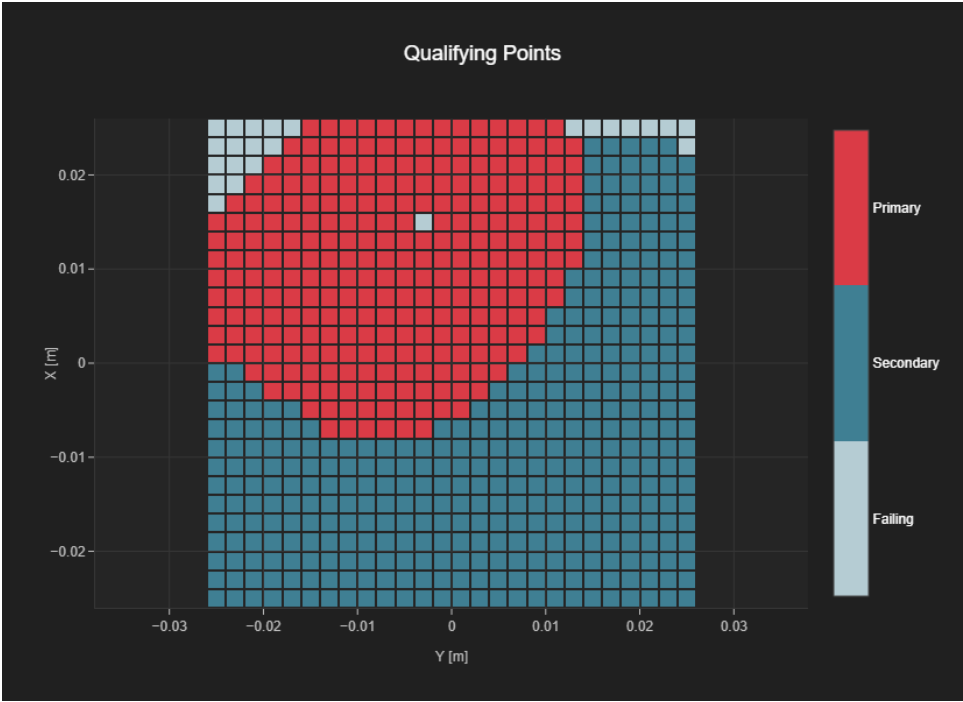 Qualifying Points
0.02
0.01
0
−0.01
−0.02
X [m]
−0.03
−0.02
−0.01
0
0.01
0.02
0.03
Y [m]
Primary
Secondary
Failing